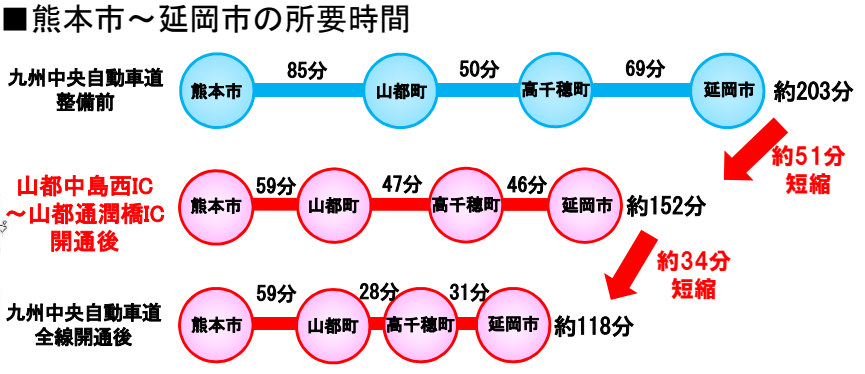 ■熊本市～延岡市の所要時間
九州中央自動車道
整備前
熊本市
85分
山都町
50分
高千穂町
69分
延岡市
約203分
約51分
短縮
山都中島西IC
～山都通潤橋IC
開通後
熊本市
59分
山都町
47分
高千穂町
46分
延岡市
約152分
約34分
短縮
九州中央自動車道
全線開通後
熊本市
59分
山都町
28分
高千穂町
31分
延岡市
約118分